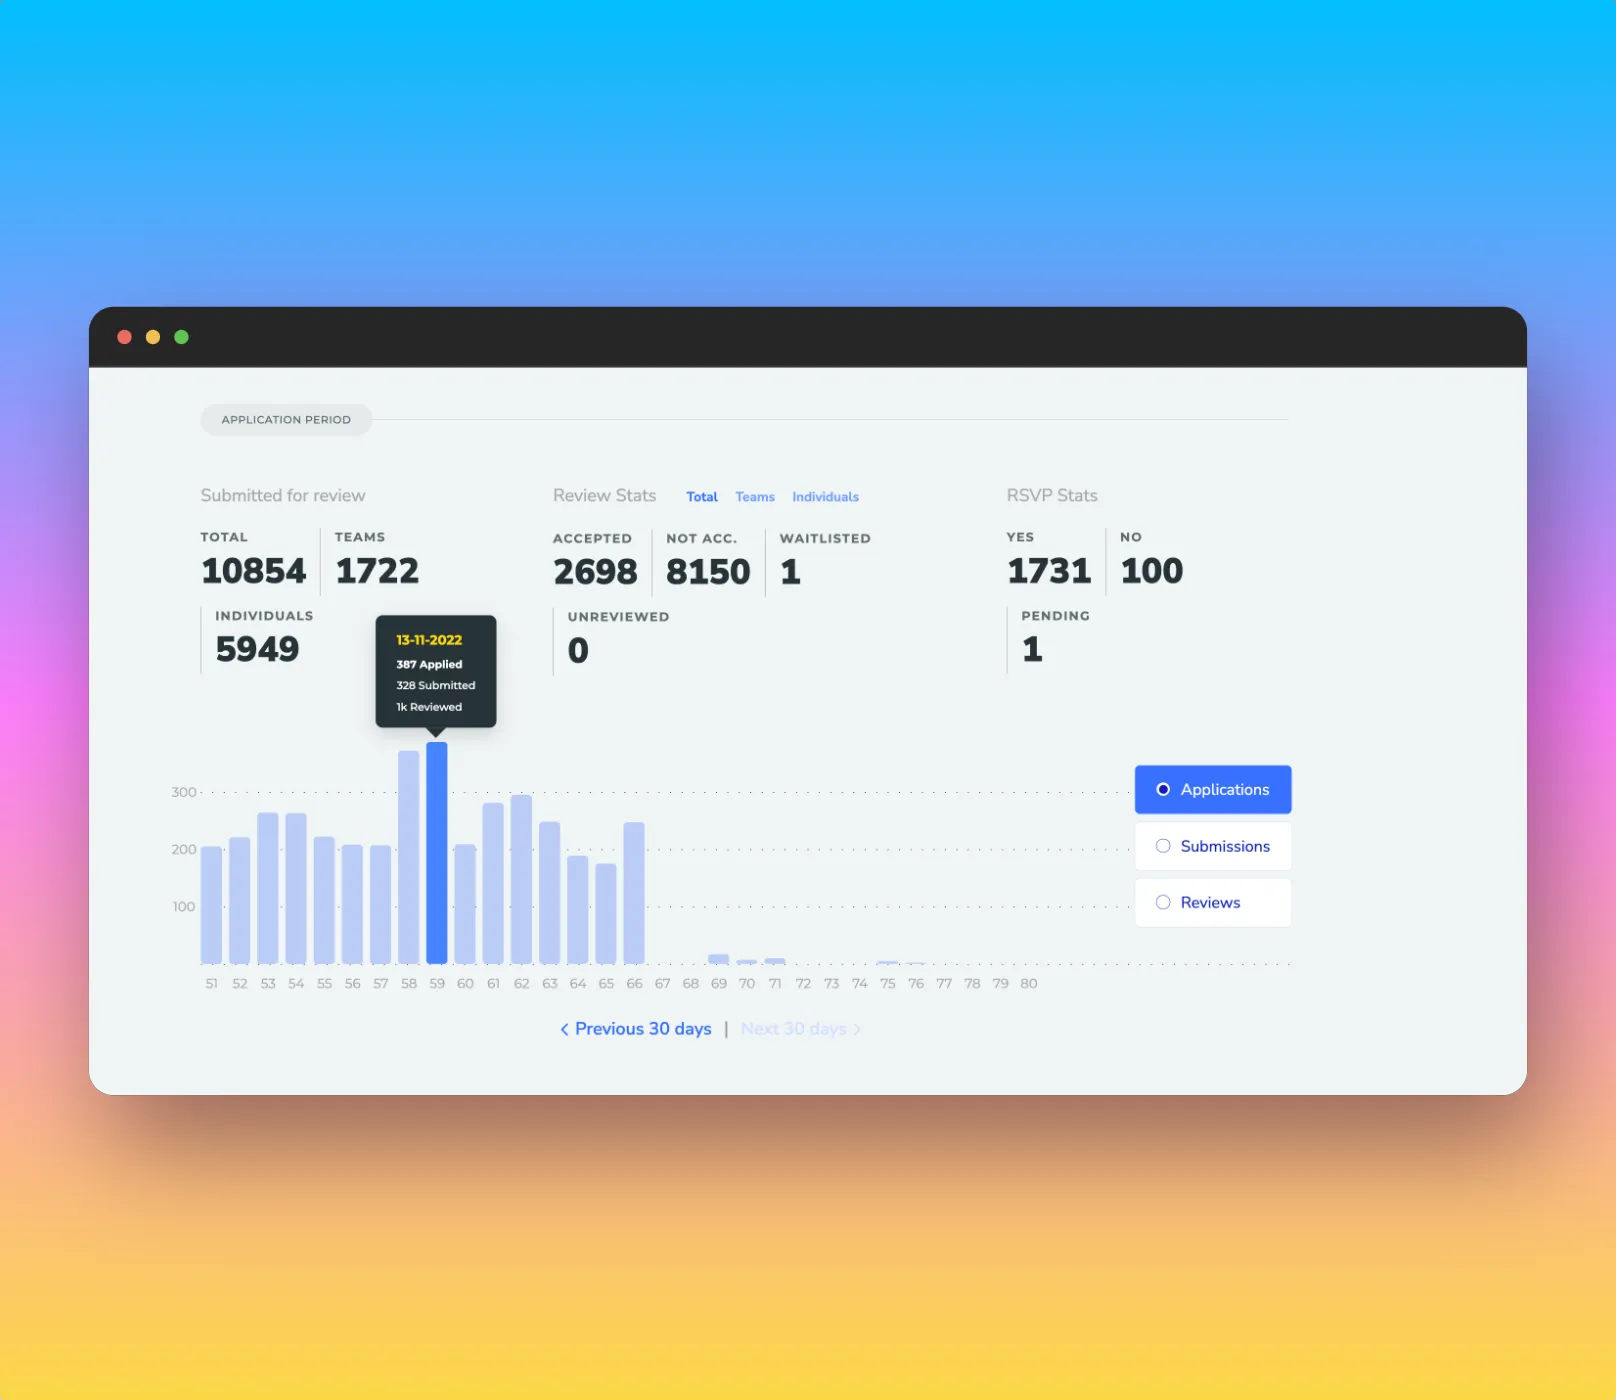 APPLICATION PERIOD
Submitted for review
TOTAL
10854
TEAMS
1722
INDIVIDUALS
5949
Review Stats Total Teams Individuals
ACCEPTED
2698
NOT ACC.
8150
WAITLISTED
1
UNREVIEWED
0
RSVP Stats
YES
1731
NO
100
PENDING
1
13-11-2022
387 Applied
328 Submitted
1k Reviewed
300
200
100
51 52 53 54 55 56 57 58 59 60 61 62 63 64 65 66 67 68 69 70 71 72 73 74 75 76 77 78 79 80
Applications
Submissions
Reviews
< Previous 30 days | Next 30 days >